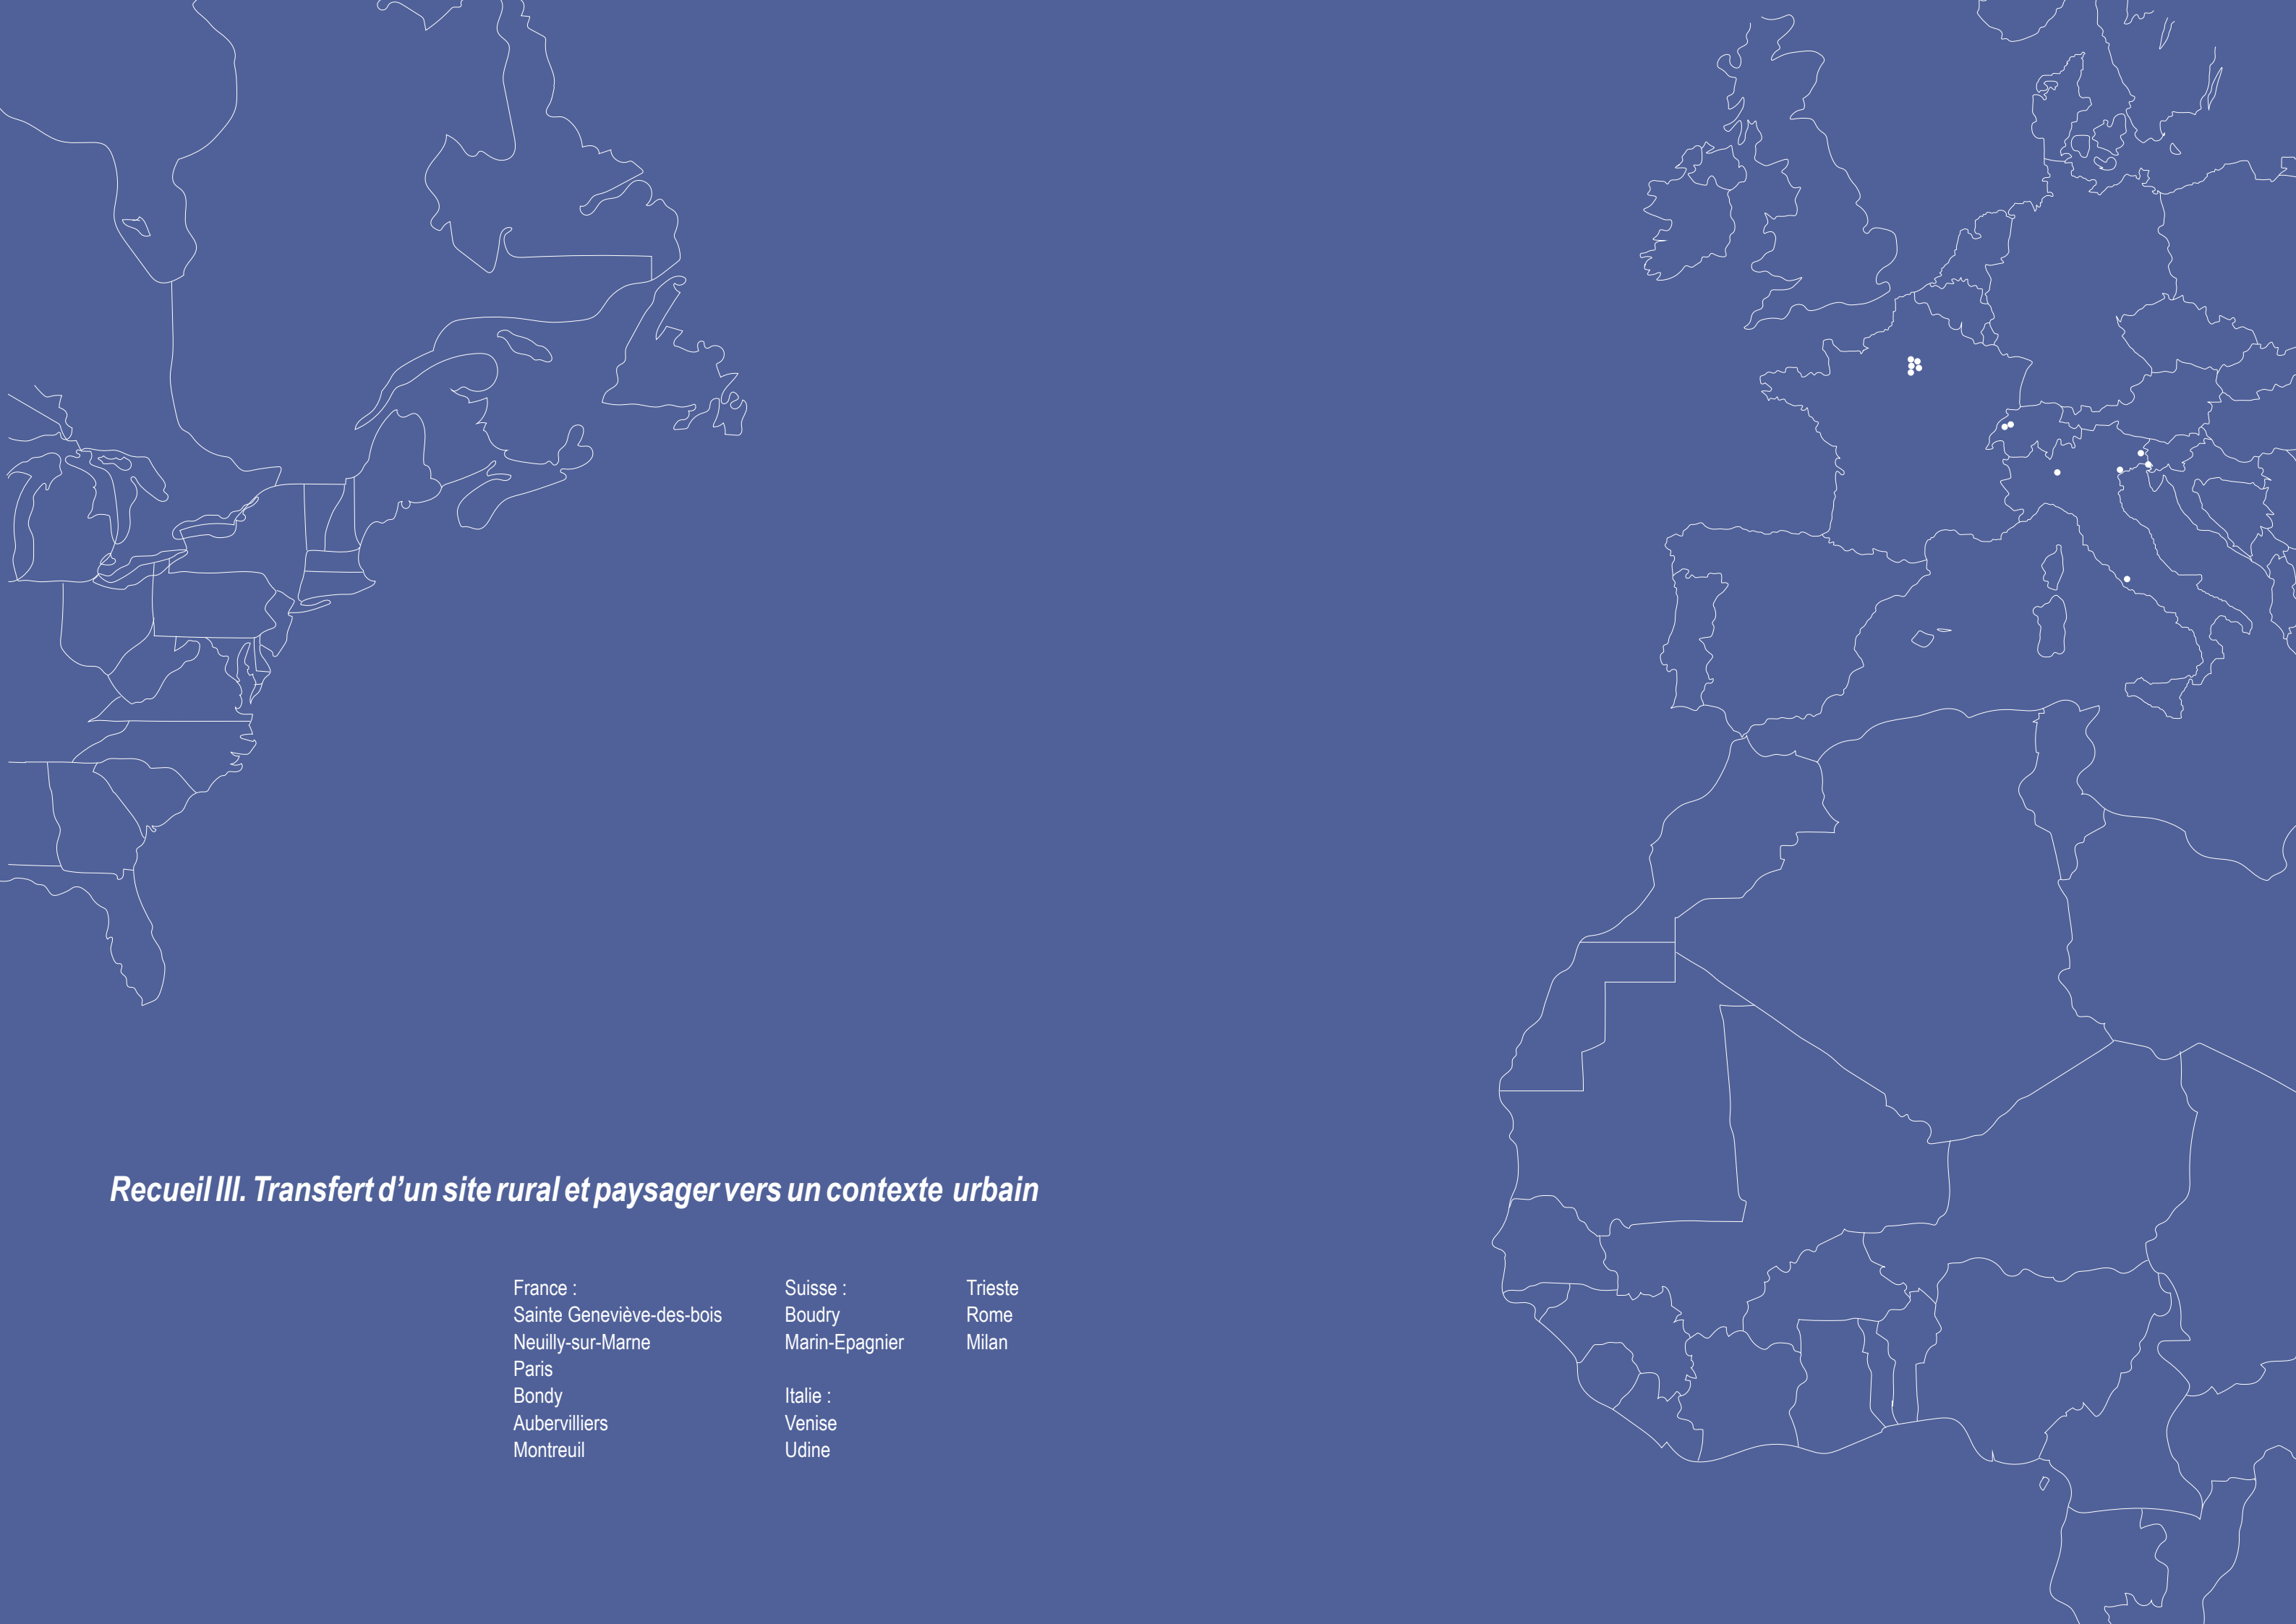 Recueil III. Transfert d’un site rural et paysager vers un contexte urbain
France :
Sainte Geneviève-des-bois
Neuilly-sur-Marne
Paris
Bondy
Aubervilliers
Montreuil
Suisse :
Boudry
Marin-Epagnier
Italie :
Venise
Udine
Trieste
Rome
Milan